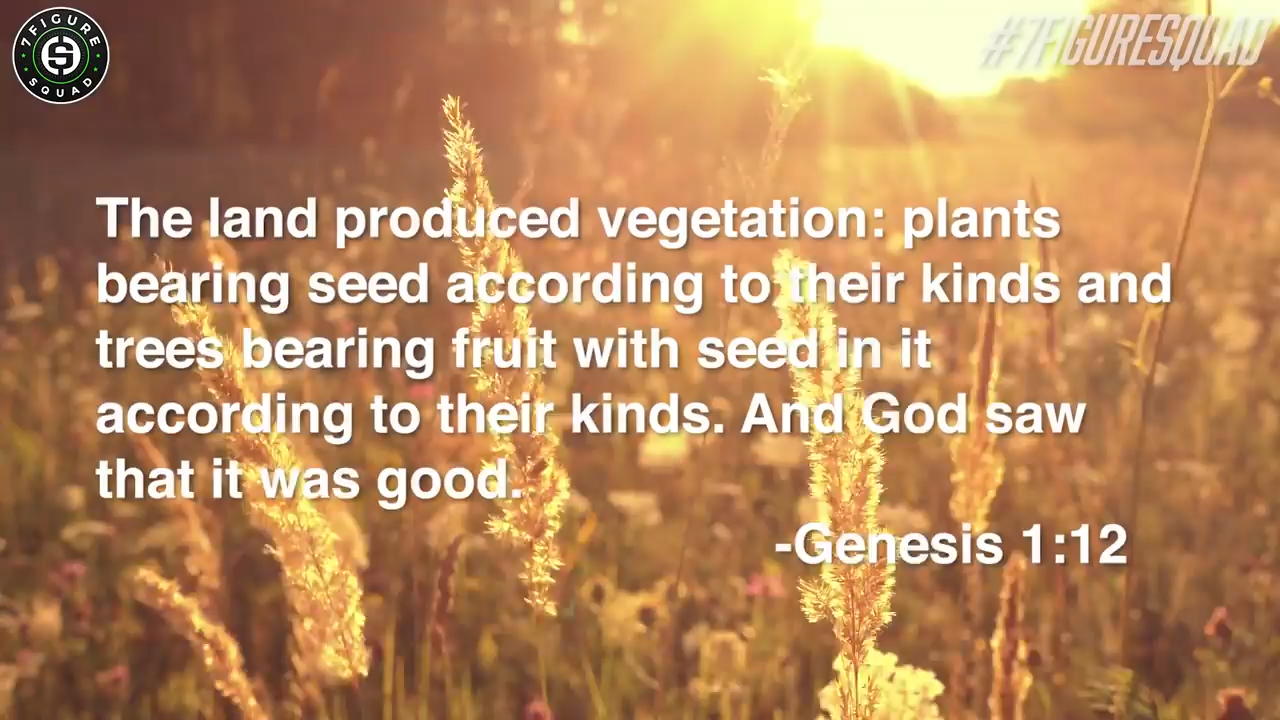 7FIGURE
SQUAD
#7FIGURESQUAD
The land produced vegetation: plants
bearing seed according to their kinds and
trees bearing fruit with seed in it
according to their kinds. And God saw
that it was good.
-Genesis 1:12